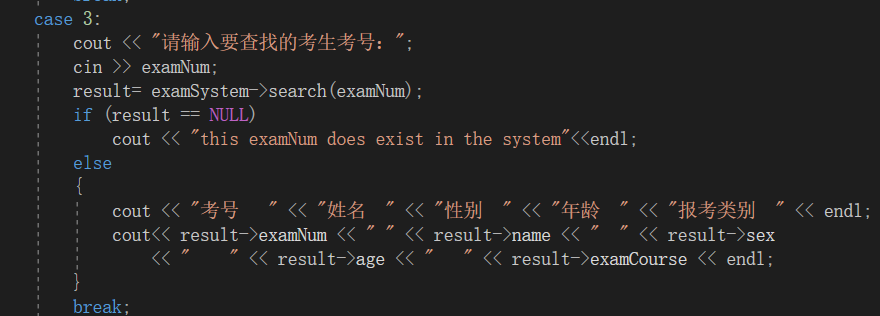 break;
case 3:
cout << "请输入要查找的考生考号：";
cin >> examNum;
result= examSystem->search(examNum);
if (result == NULL)
cout << "this examNum does exist in the system"<<endl;
else
{
cout << "考号   " << "姓名  " << "性别  " << "年龄  " << "报考类别  " << endl;
cout<< result->examNum << " " << result->name << "  " << result->sex
<< "    " << result->age << "   " << result->examCourse << endl;
}
break;